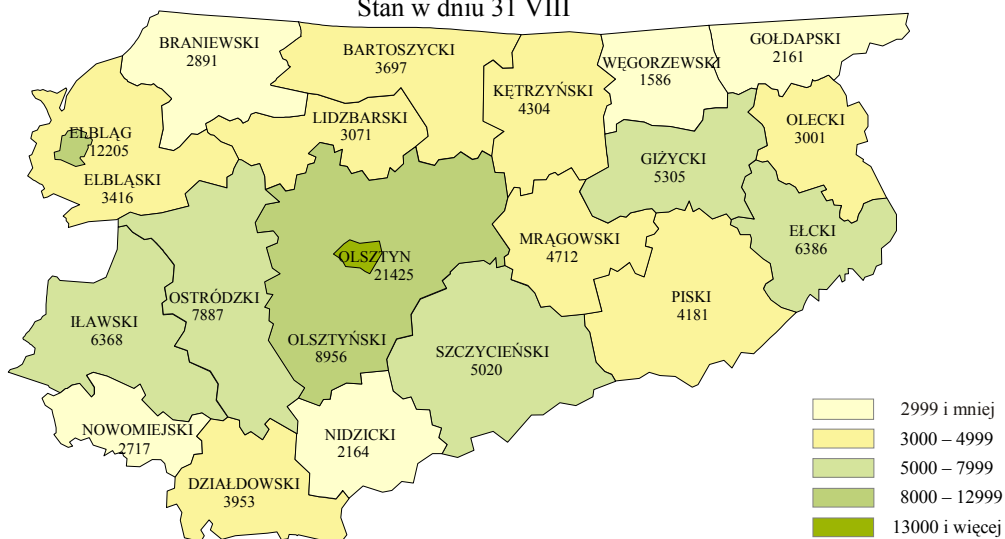 Stan w dniu 31 VIII
BRANIEWSKI
2891
BARTOSZYCKI
3697
GOŁDAPSKI
2161
WĘGORZEWSKI
1586
KĘTRZYŃSKI
4304
LIDZBARSKI
3071
OLECKI
3001
ELBLĄG
12205
GIŻYCKI
5305
ELBLĄSKI
3416
EŁCKI
6386
MRĄGOWSKI
4712
OLSZTYN
21425
OSTRÓDZKI
7887
PISKI
4181
IŁAWSKI
6368
OLSZTYŃSKI
8956
SZCZYCIEŃSKI
5020
NOWOMIEJSKI
2717
NIDZICKI
2164
DZIAŁDOWSKI
3953
2999 i mniej
3000 – 4999
5000 – 7999
8000 – 12999
13000 i więcej